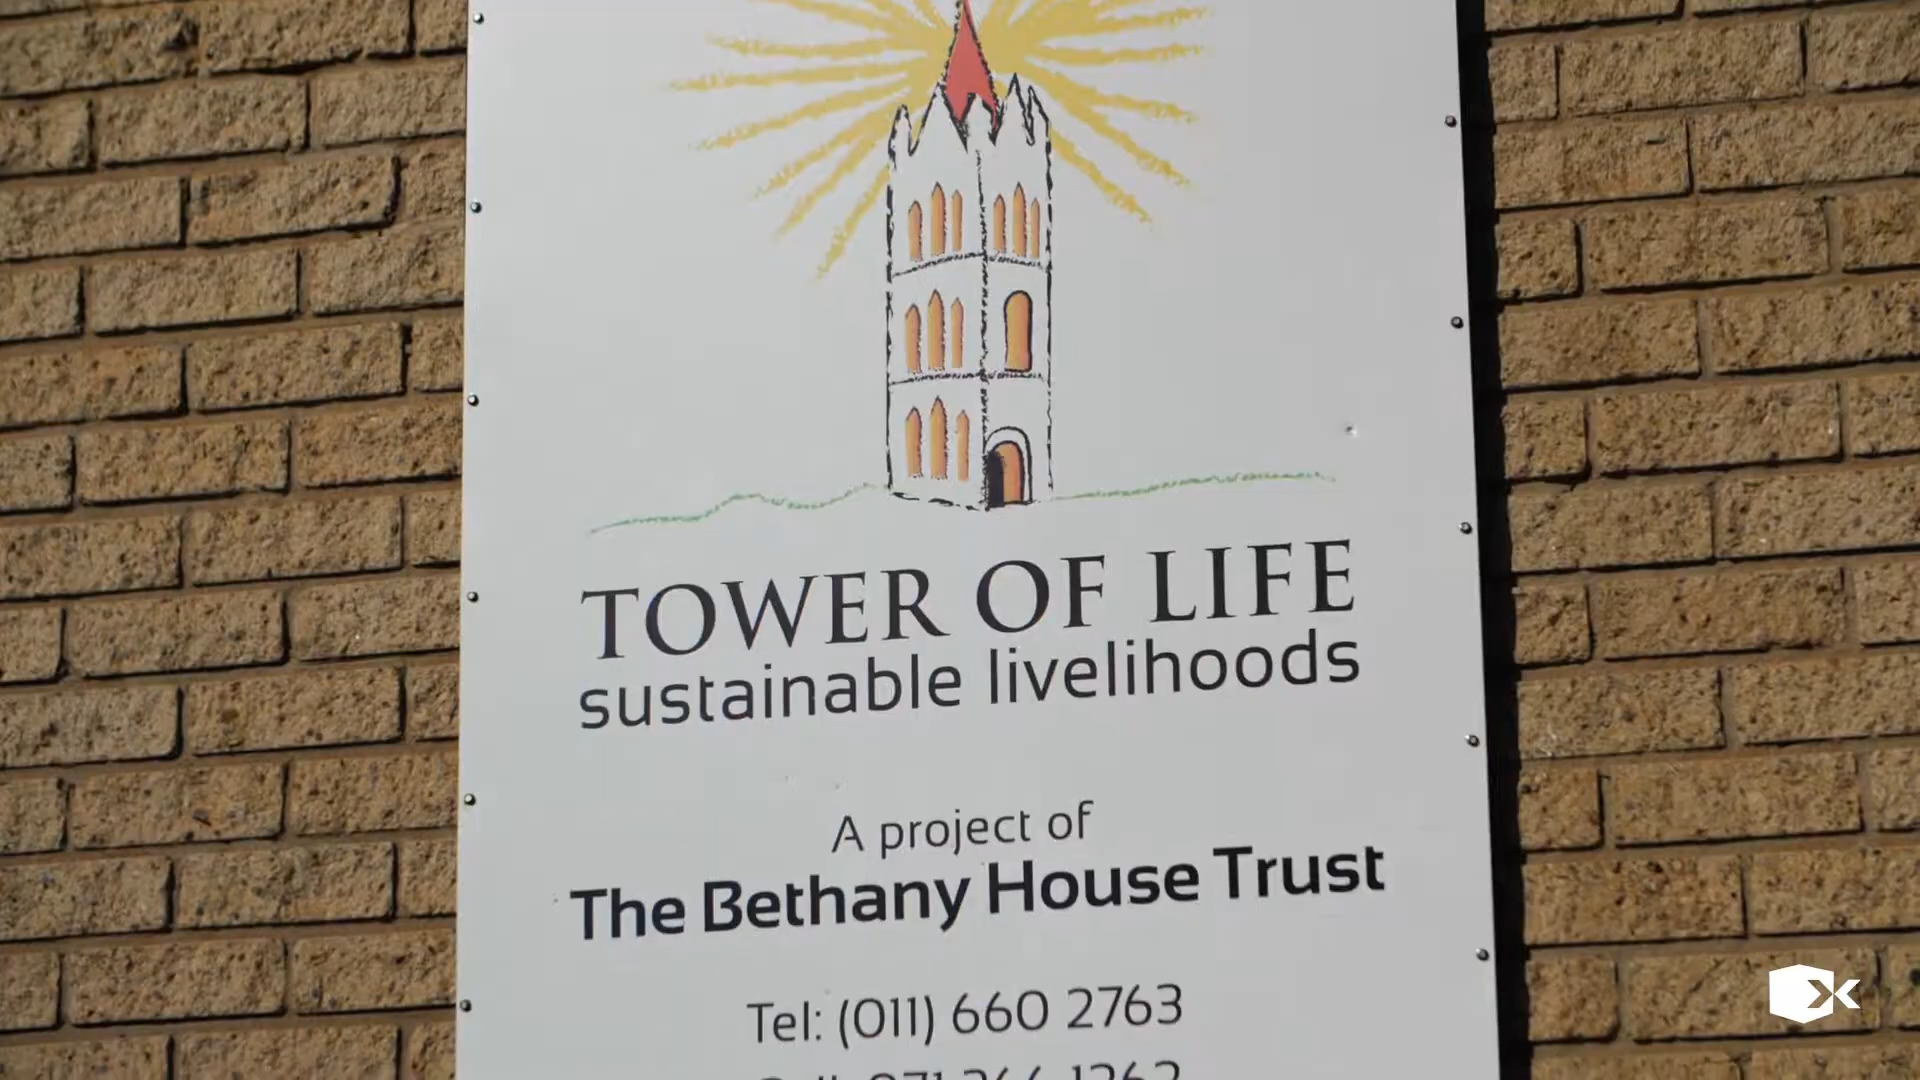 TOWER OF LIFE
sustainable livelihoods
A project of
The Bethany House Trust
Tel: (011) 660 2763